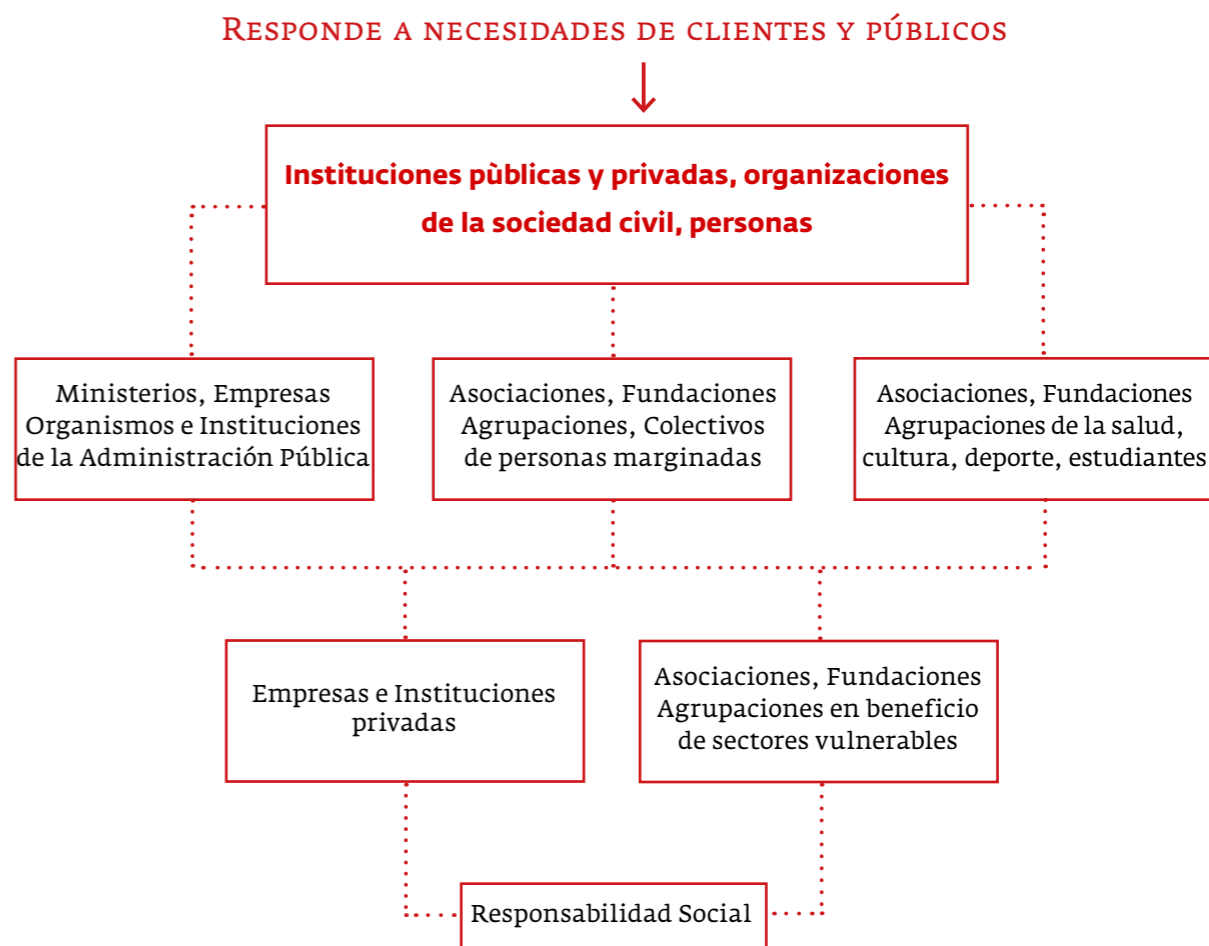 Responde a necesidades de clientes y públicos
Instituciones pùblicas y privadas, organizaciones
de la sociedad civil, personas
Ministerios, Empresas
Organismos e Instituciones
de la Administración Pública
Asociaciones, Fundaciones
Agrupaciones, Colectivos
de personas marginadas
Asociaciones, Fundaciones
Agrupaciones de la salud,
cultura, deporte, estudiantes
Empresas e Instituciones
privadas
Asociaciones, Fundaciones
Agrupaciones en beneficio
de sectores vulnerables
Responsabilidad Social